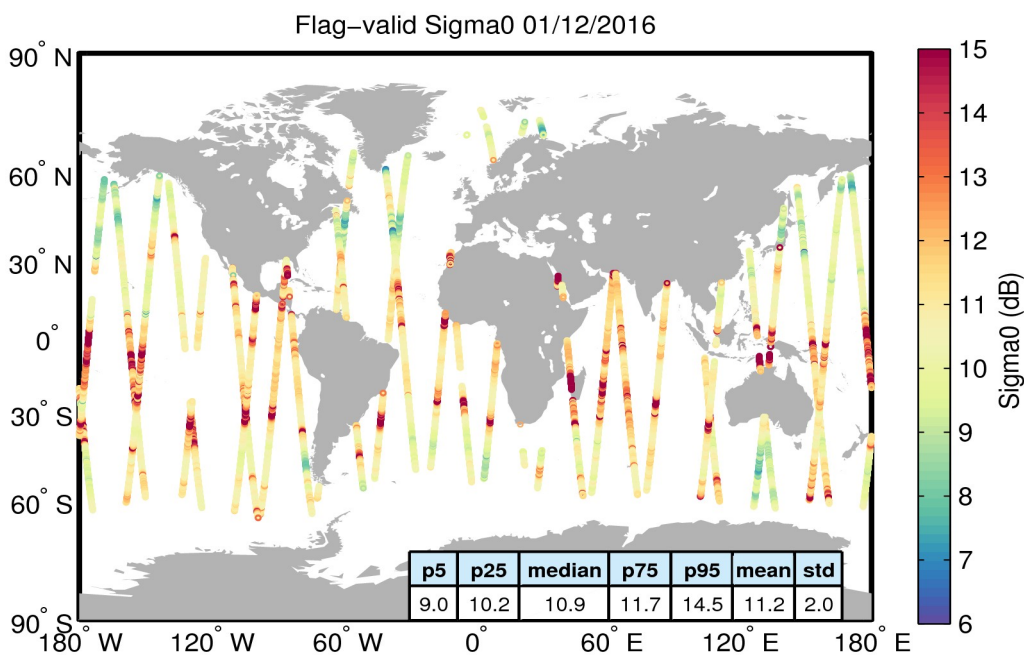 Flag-valid Sigma0 01/12/2016
90° N
60° N
30° N
0°
30° S
60° S
90° S
180° W 120° W 60° W 0° 60° E 120° E 180° E
p5 p25 median p75 p95 mean std
9.0 10.2 10.9 11.7 14.5 11.2 2.0
15
14
13
12
11
10
9
8
7
6
Sigma0 (dB)